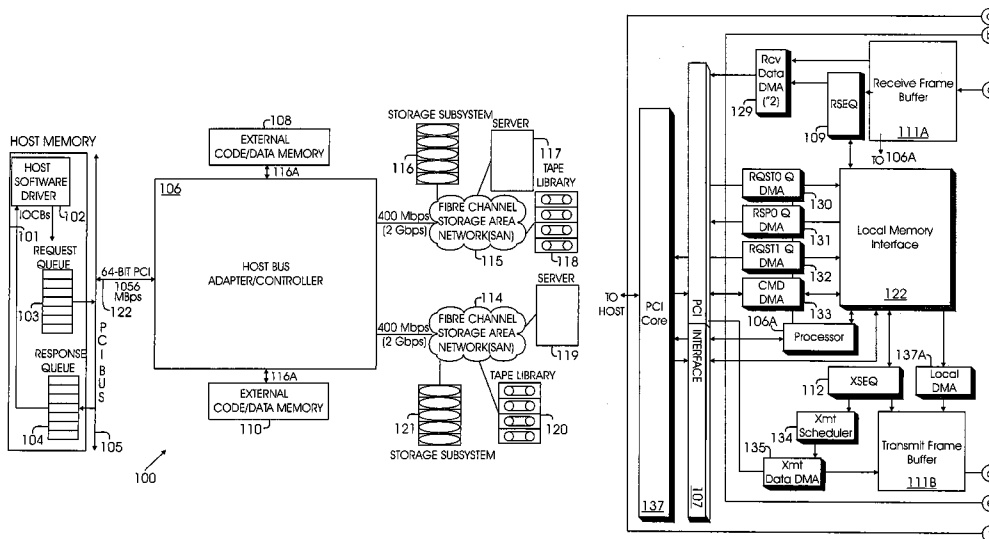 HOST MEMORY
HOST
SOFTWARE
DRIVER
102
IOCBs
101
REQUEST
QUEUE
103
RESPONSE
QUEUE
104
64-BIT PCI
1056
MBps
122
PCI BUS
105
100
108
EXTERNAL
CODE/DATA MEMORY
116A
106
HOST BUS
ADAPTER/CONTROLLER
116A
EXTERNAL
CODE/DATA MEMORY
110
STORAGE SUBSYSTEM
116
SERVER
117
TAPE
LIBRARY
118
400 Mbps
(2 Gbps)
FIBRE CHANNEL
STORAGE AREA
NETWORK(SAN)
115
114
SERVER
119
400 Mbps
(2 Gbps)
FIBRE CHANNEL
STORAGE AREA
NETWORK(SAN)
TAPE LIBRARY
120
121
STORAGE SUBSYSTEM
TO
HOST
PCI
Core
137
PCI INTERFACE
107
Rcv
Data
DMA
(*2)
129
RSEQ
109
Receive Frame
Buffer
111A
TO 106A
RQST0 Q
DMA
130
RSP0 Q
DMA
131
RQST1 Q
DMA
132
CMD
DMA
133
Local Memory
Interface
122
106A
Processor
137A
112
XSEQ
Local
DMA
134
Xmt
Scheduler
135
Xmt
Data DMA
Transmit Frame
Buffer
111B
b
e